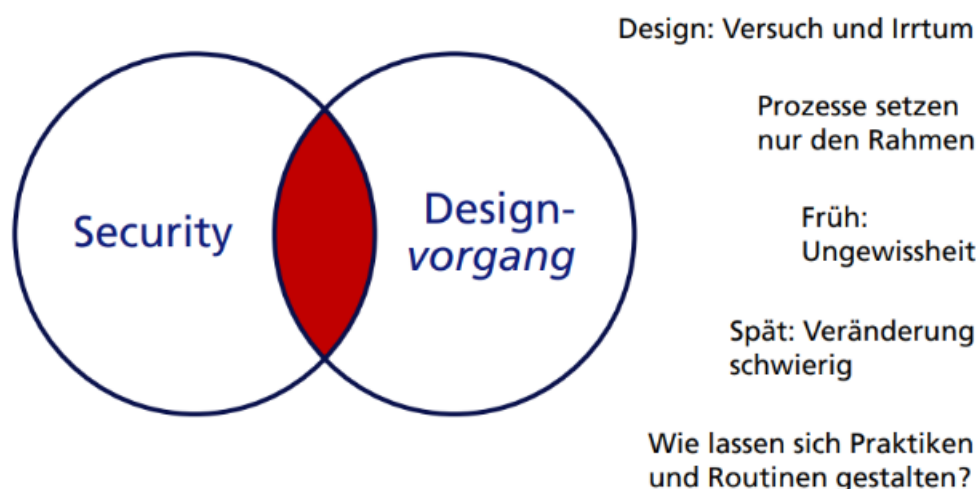 Design: Versuch und Irrtum
Prozesse setzen
nur den Rahmen
Security
Design-
vorgang
Früh:
Ungewissheit
Spät: Veränderung
schwierig
Wie lassen sich Praktiken
und Routinen gestalten?